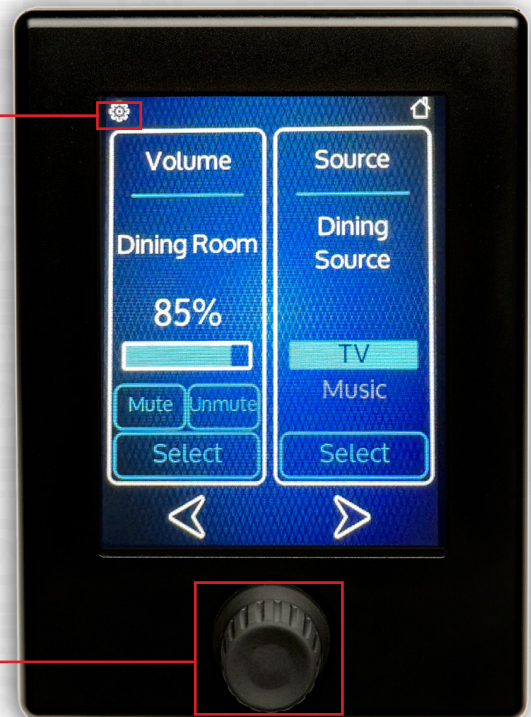 Volume
Dining Room
85%
Mute Unmute
Select
Source
Dining
Source
TV
Music
Select